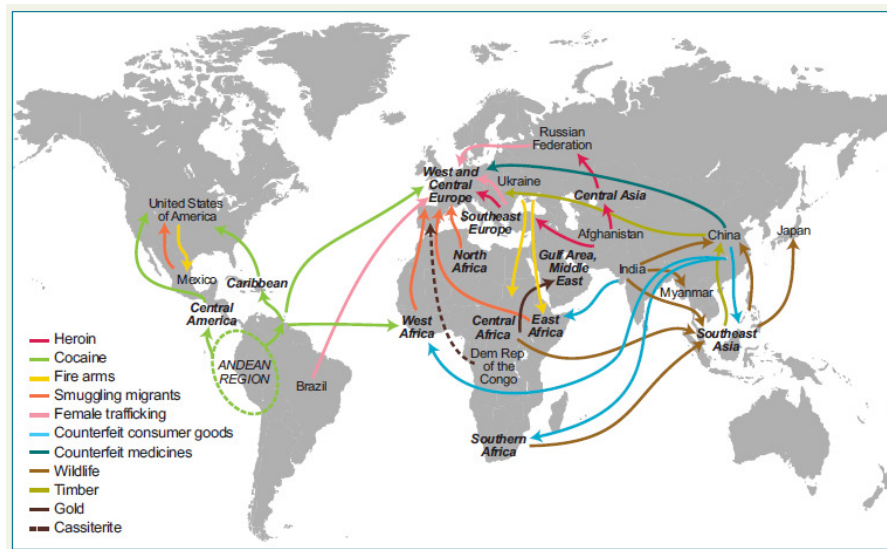 Russian
Federation
West and
Central
Europe
Ukraine
United States
of America
Central Asia
Southeast
Europe
Afghanistan
China
Japan
North
Africa
Gulf Area, Middle
East
India
Mexico
Caribbean
Myanmar
Central
America
West
Africa
Central
Africa
East
Africa
Southeast
Asia
ANDEAN
REGION
Brazil
Dem Rep
of the
Congo
Southern
Africa
Heroin
Cocaine
Fire arms
Smuggling migrants
Female trafficking
Counterfeit consumer goods
Counterfeit medicines
Wildlife
Timber
Gold
Cassiterite